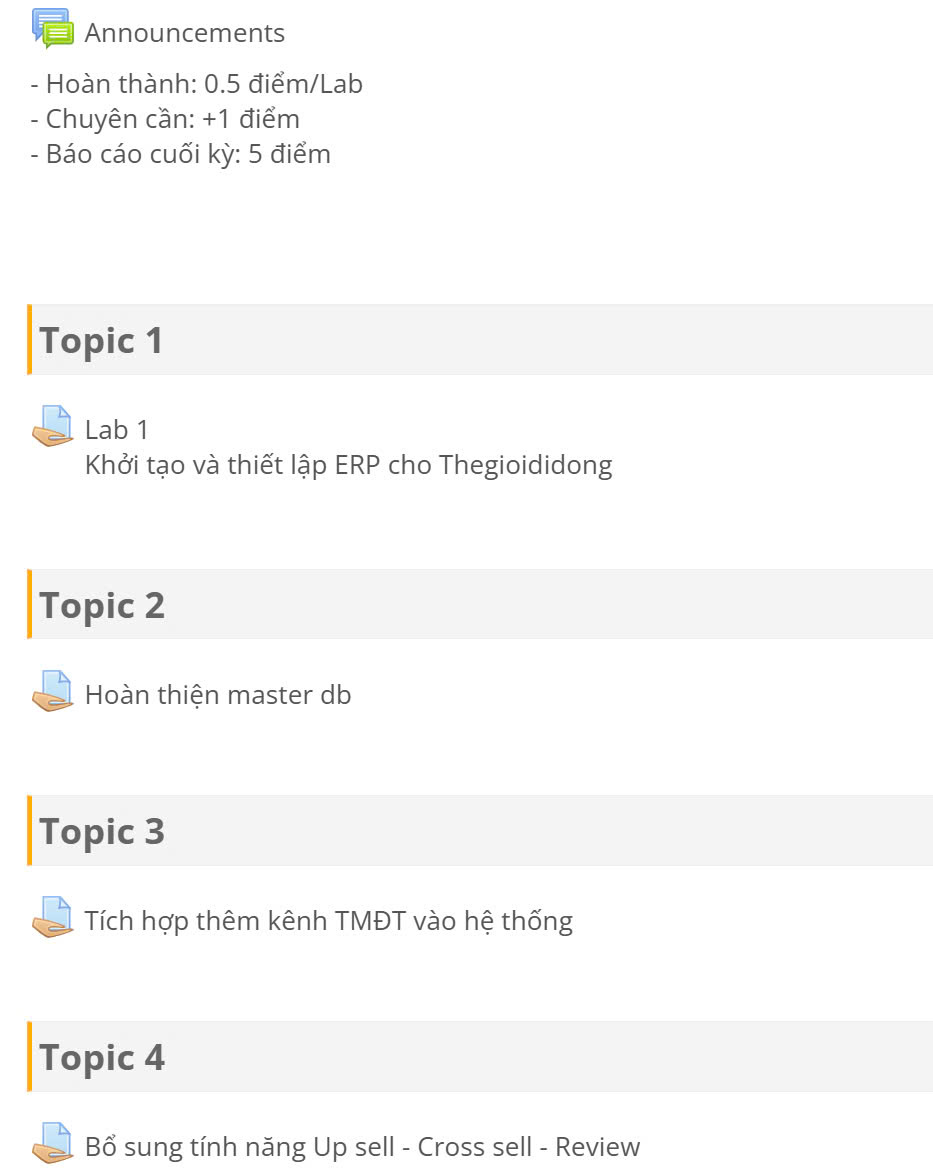 Announcements
- Hoàn thành: 0.5 điểm/Lab
- Chuyên cần: +1 điểm
- Báo cáo cuối kỳ: 5 điểm
Topic 1
Lab 1
Khởi tạo và thiết lập ERP cho Thegioididong
Topic 2
Hoàn thiện master db
Topic 3
Tích hợp thêm kênh TMĐT vào hệ thống
Topic 4
Bổ sung tính năng Up sell - Cross sell - Review